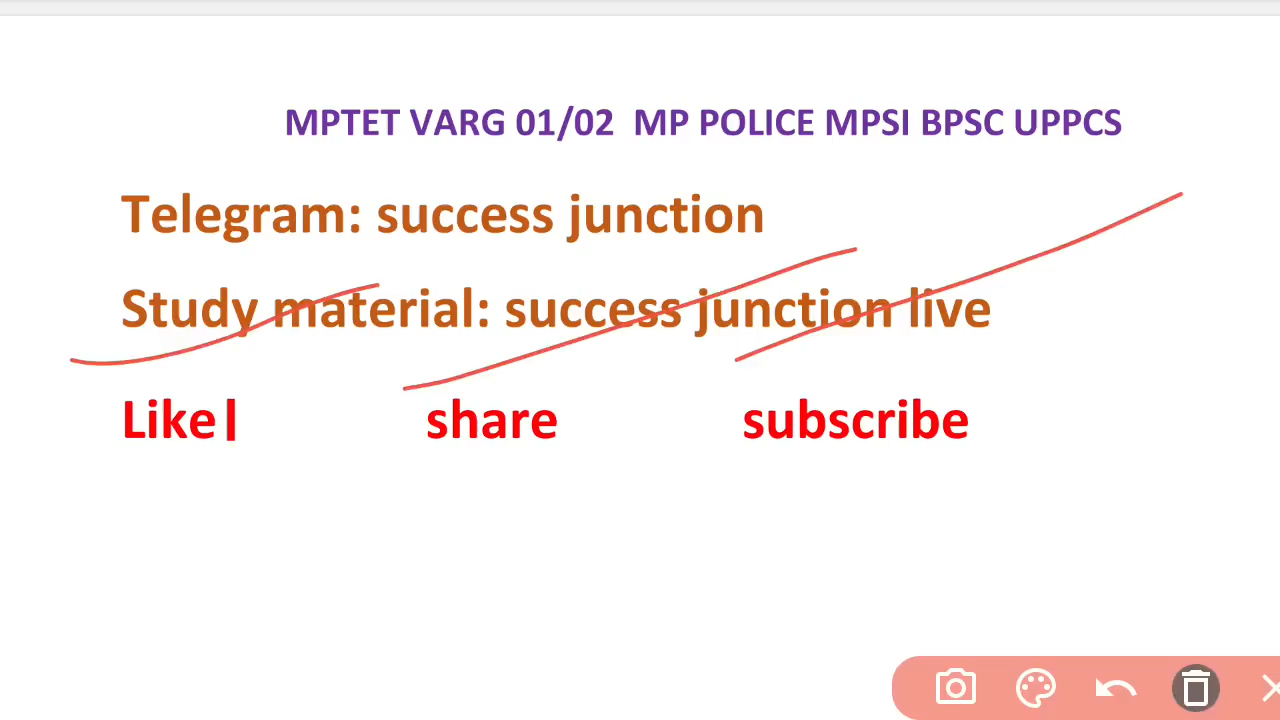 MPTET VARG 01/02 MP POLICE MPSI BPSC UPPCS
Telegram: success junction
Study material: success junction live
Like share subscribe